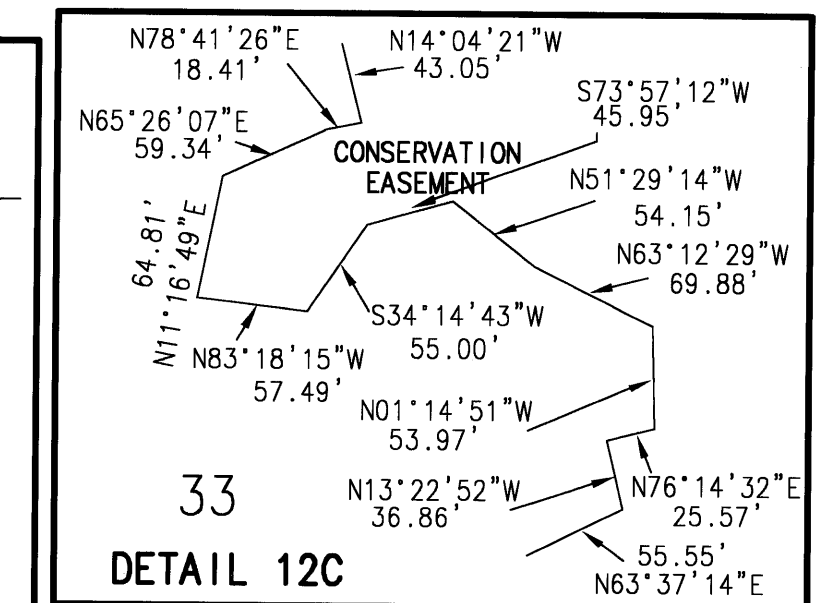 N78°41'26"E
18.41'
N14°04'21"W
43.05'
S73°57'12"W
45.95'
N65°26'07"E
59.34'
CONSERVATION
EASEMENT
N51°29'14"W
54.15'
N63°12'29"W
69.88'
64.81'
N11°16'49"E
S34°14'43"W
55.00'
N83°18'15"W
57.49'
N01°14'51"W
53.97'
33
N13°22'52"W
36.86'
N76°14'32"E
25.57'
55.55'
N63°37'14"E
DETAIL 12C